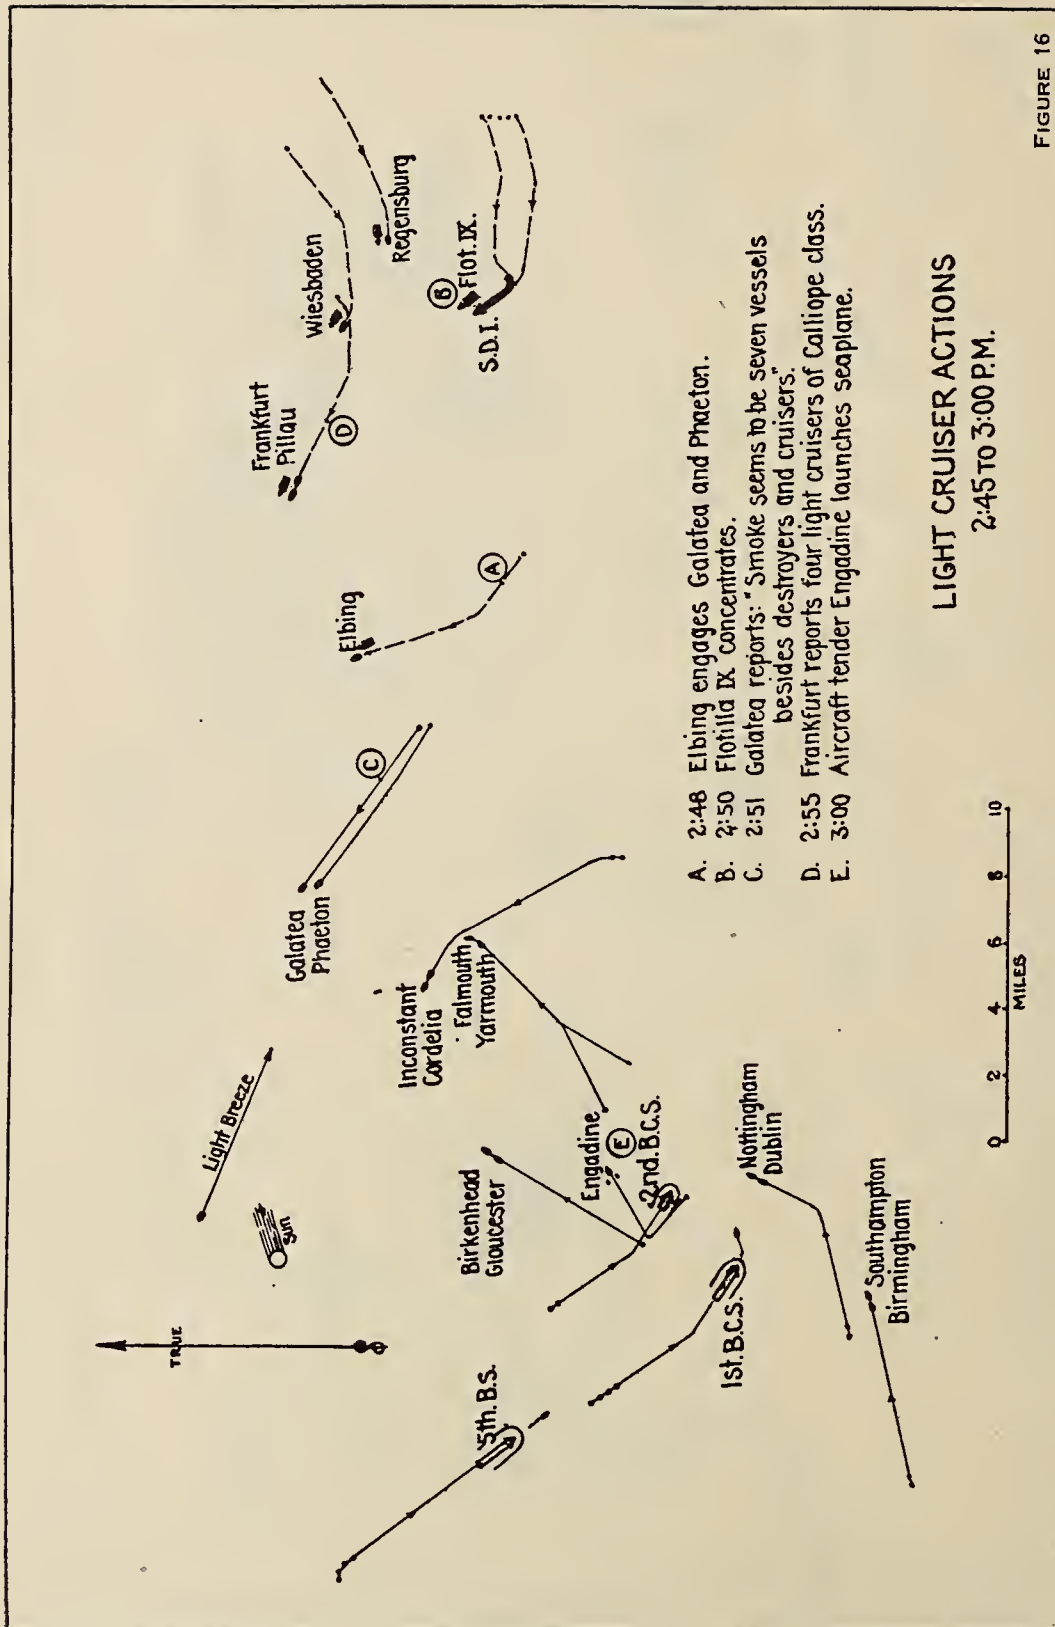 TRUE
Sun
Light Breeze
Galatea
Phaeton
C
Elbing
A
Frankfurt
Pillau
D
Wiesbaden
Regensburg
B
Flot. IX.
S.D.I.
Inconstant
Cordelia
Falmouth
Yarmouth
Birkenhead
Gloucester
Engadine
E
2nd. B.C.S.
5th. B.S.
1st. B.C.S.
Nottingham
Dublin
Southampton
Birmingham
A. 2:48 Elbing engages Galatea and Phaeton.
B. 2:50 Flotilla IX concentrates.
C. 2:51 Galatea reports: "Smoke seems to be seven vessels
besides destroyers and cruisers".
D. 2:55 Frankfurt reports four light cruisers of Calliope class.
E. 3:00 Aircraft tender Engadine launches seaplane.
0 2 4 6 8 10
MILES
LIGHT CRUISER ACTIONS
2:45 TO 3:00 P.M.
FIGURE 16